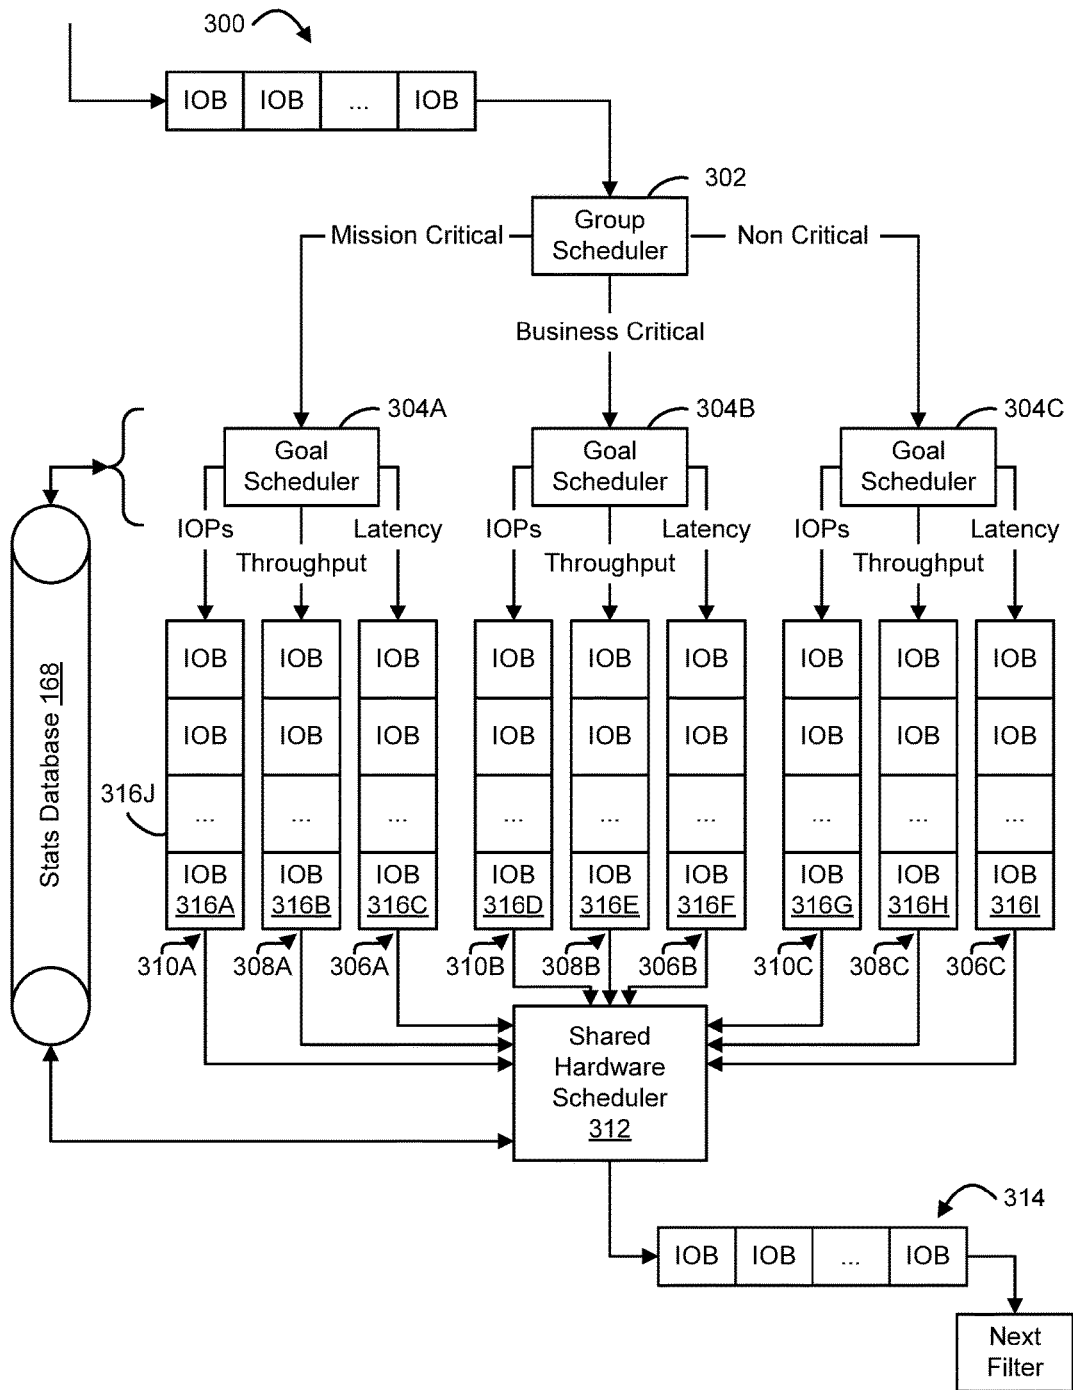 300
IOB IOB ... IOB
302
Group
Scheduler
Mission Critical
Non Critical
Business Critical
304A
304B
304C
Goal
Scheduler
Goal
Scheduler
Goal
Scheduler
IOPs Latency IOPs Latency IOPs Latency
Throughput Throughput Throughput
IOB IOB IOB IOB IOB IOB IOB IOB IOB
IOB IOB IOB IOB IOB IOB IOB IOB IOB
316J
... ... ... ... ... ... ... ... ...
IOB IOB IOB IOB IOB IOB IOB IOB IOB
316A 316B 316C 316D 316E 316F 316G 316H 316I
310A 308A 306A 310B 308B 306B 310C 308C 306C
Stats Database 168
Shared
Hardware
Scheduler
312
314
IOB IOB ... IOB
Next
Filter